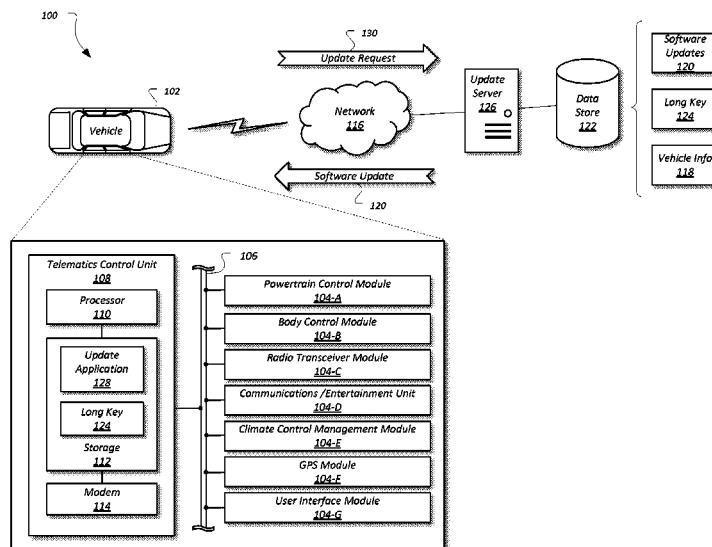 100
130
Update Request
102
Vehicle
Network
116
Update
Server
126
Data
Store
122
Software
Updates
120
Long Key
124
Vehicle Info
118
Software Update
120
106
Telematics Control Unit
108
Processor
110
Update
Application
128
Long Key
124
Storage
112
Modem
114
Powertrain Control Module
104-A
Body Control Module
104-B
Radio Transceiver Module
104-C
Communications /Entertainment Unit
104-D
Climate Control Management Module
104-E
GPS Module
104-F
User Interface Module
104-G